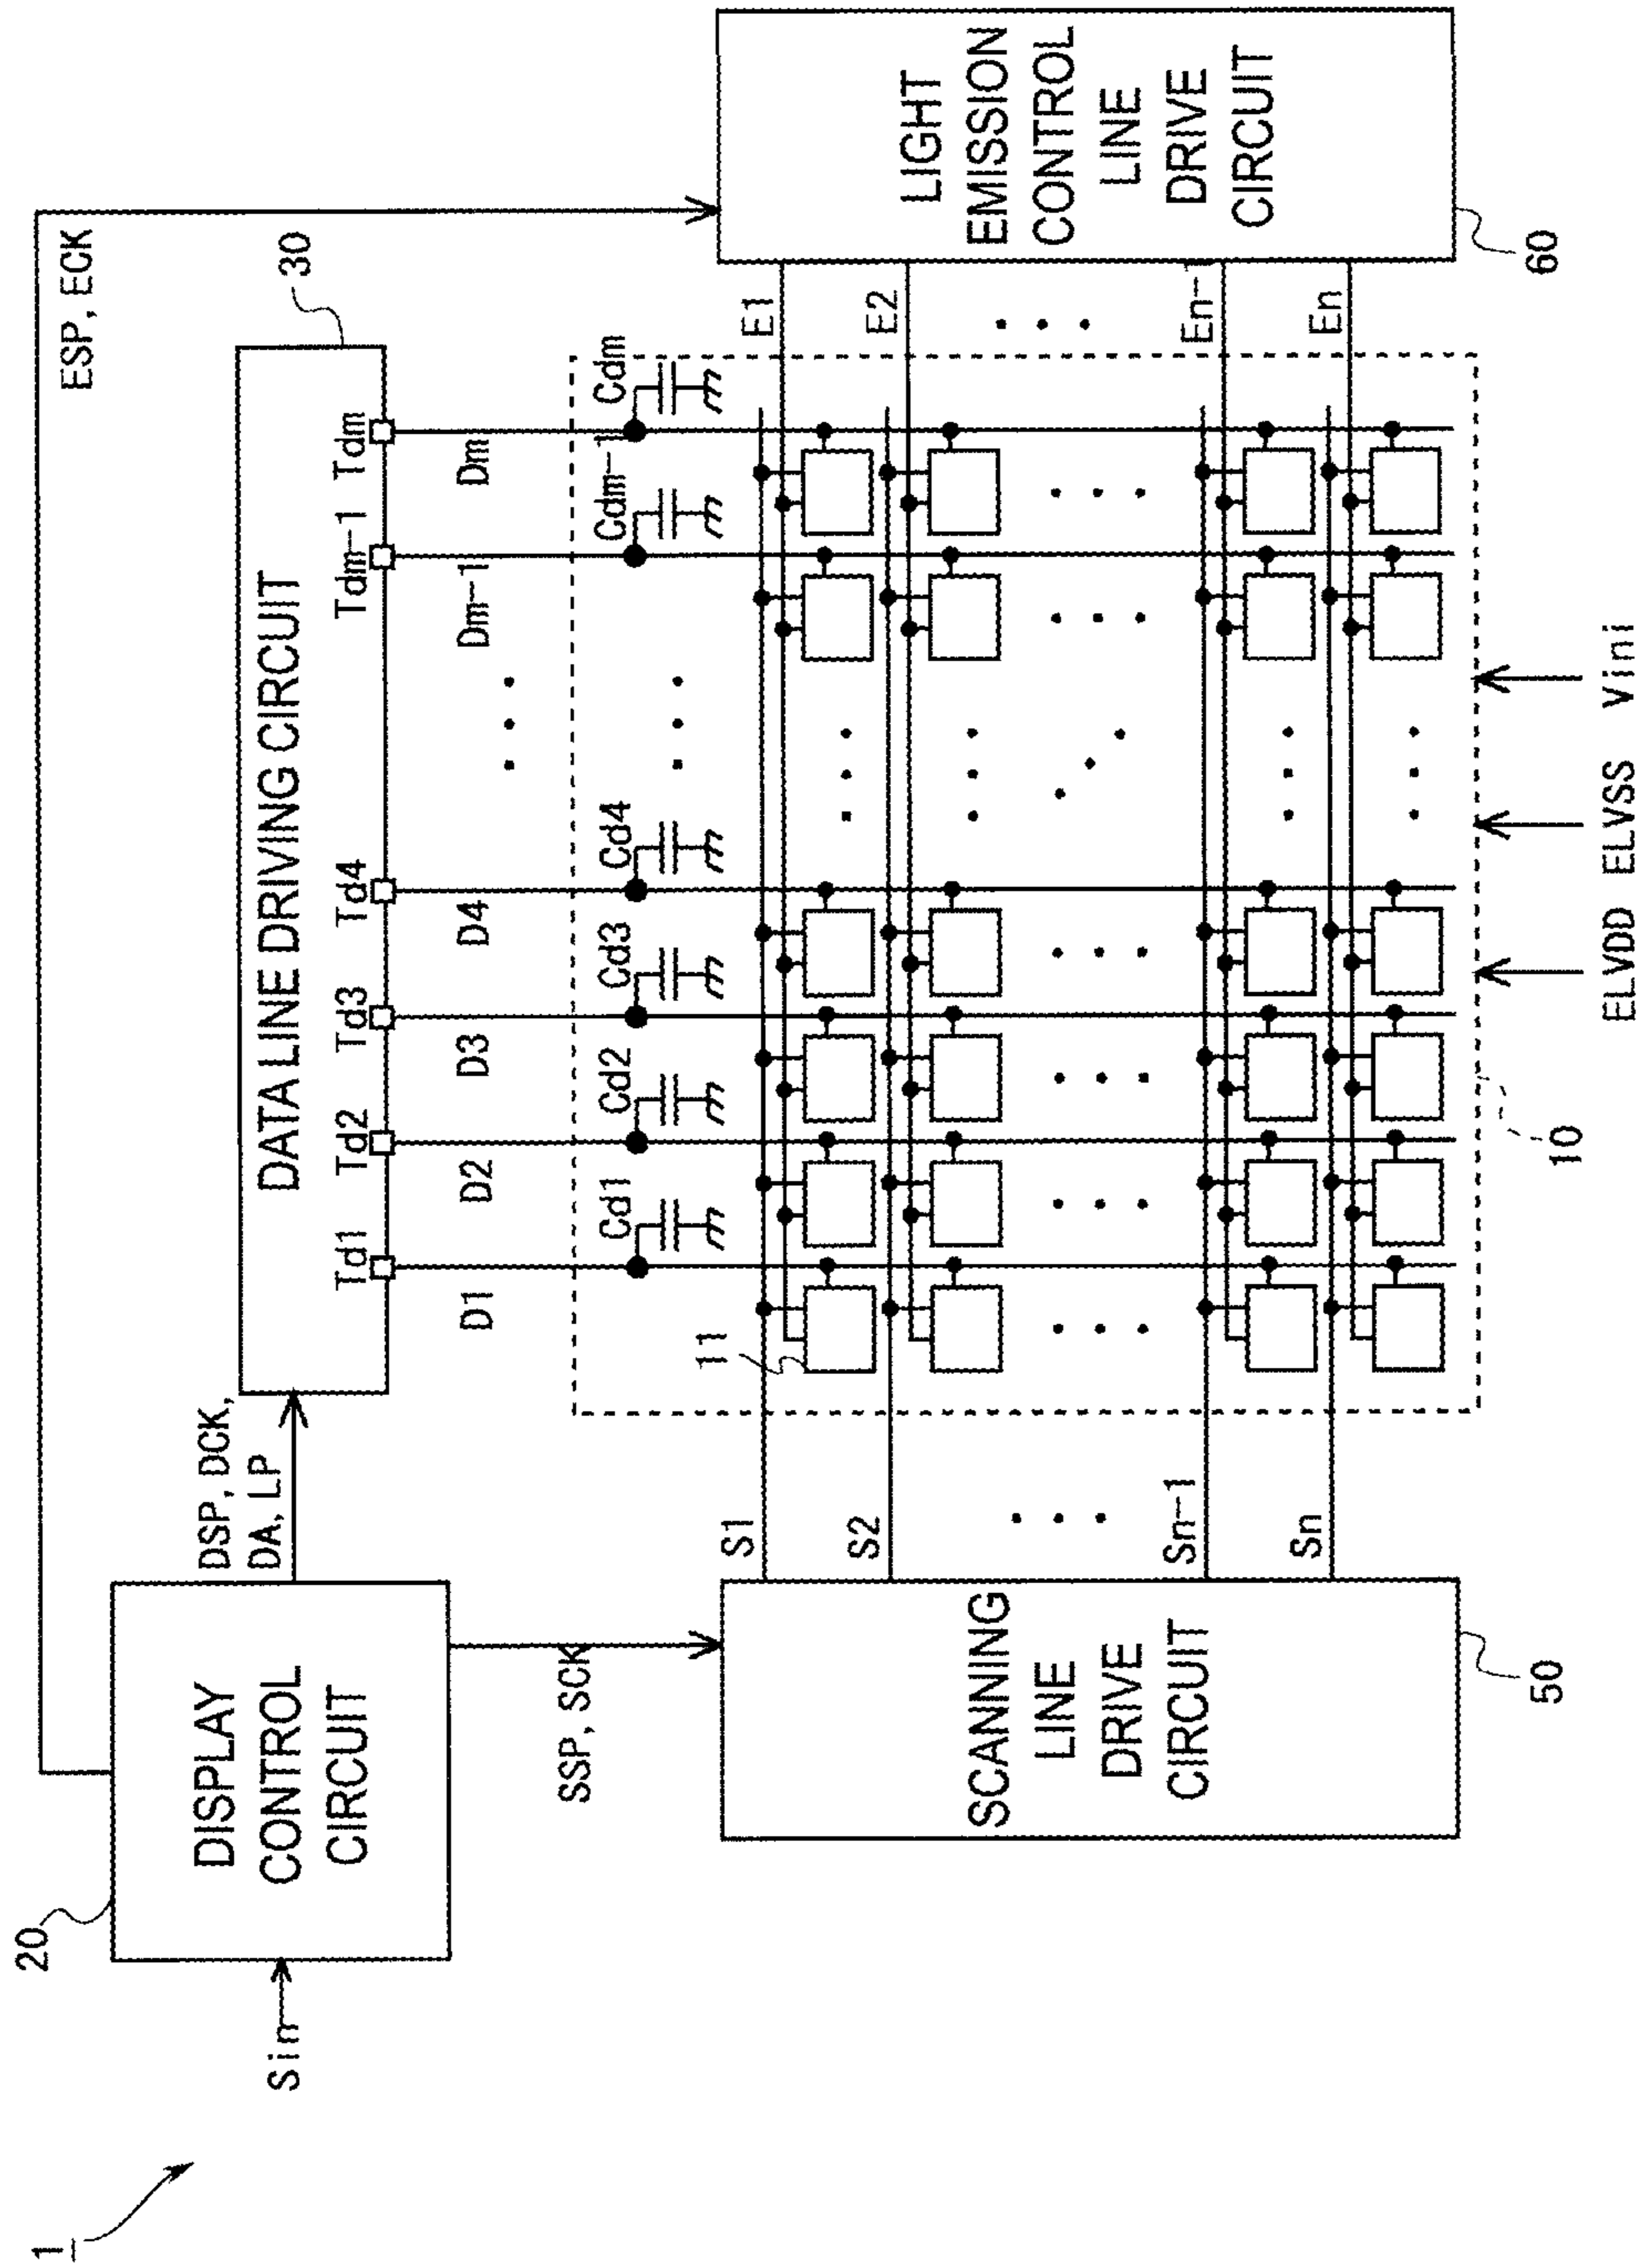 1
Sin
20
DISPLAY
CONTROL
CIRCUIT
ESP, ECK
DSP, DCK,
DA, LP
SSP, SCK
DATA LINE DRIVING CIRCUIT
30
Td1 Td2 Td3 Td4 Tdm-1 Tdm
D1 D2 D3 D4 Dm-1 Dm
Cd1 Cd2 Cd3 Cd4 Cdm-1 Cdm
11
S1
S2
Sn-1
Sn
E1
E2
En-
En
SCANNING
LINE
DRIVE
CIRCUIT
50
LIGHT
EMISSION
CONTROL
LINE
DRIVE
CIRCUIT
60
10
ELVDD ELVSS Vini